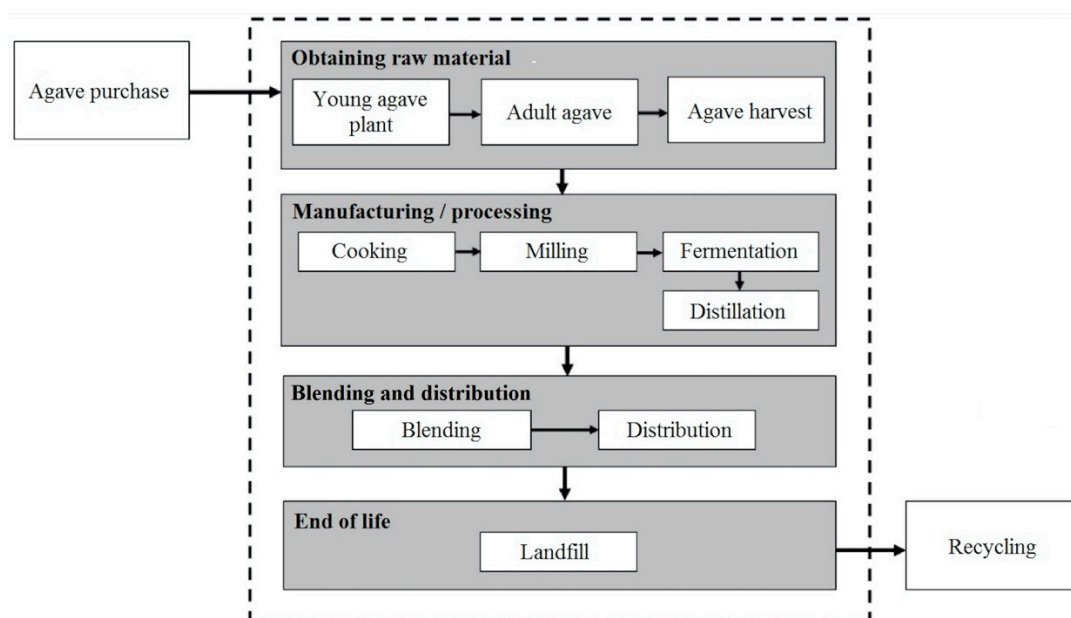 Agave purchase
Obtaining raw material
Young agave
plant
Adult agave
Agave harvest
Manufacturing / processing
Cooking
Milling
Fermentation
Distillation
Blending and distribution
Blending
Distribution
End of life
Landfill
Recycling